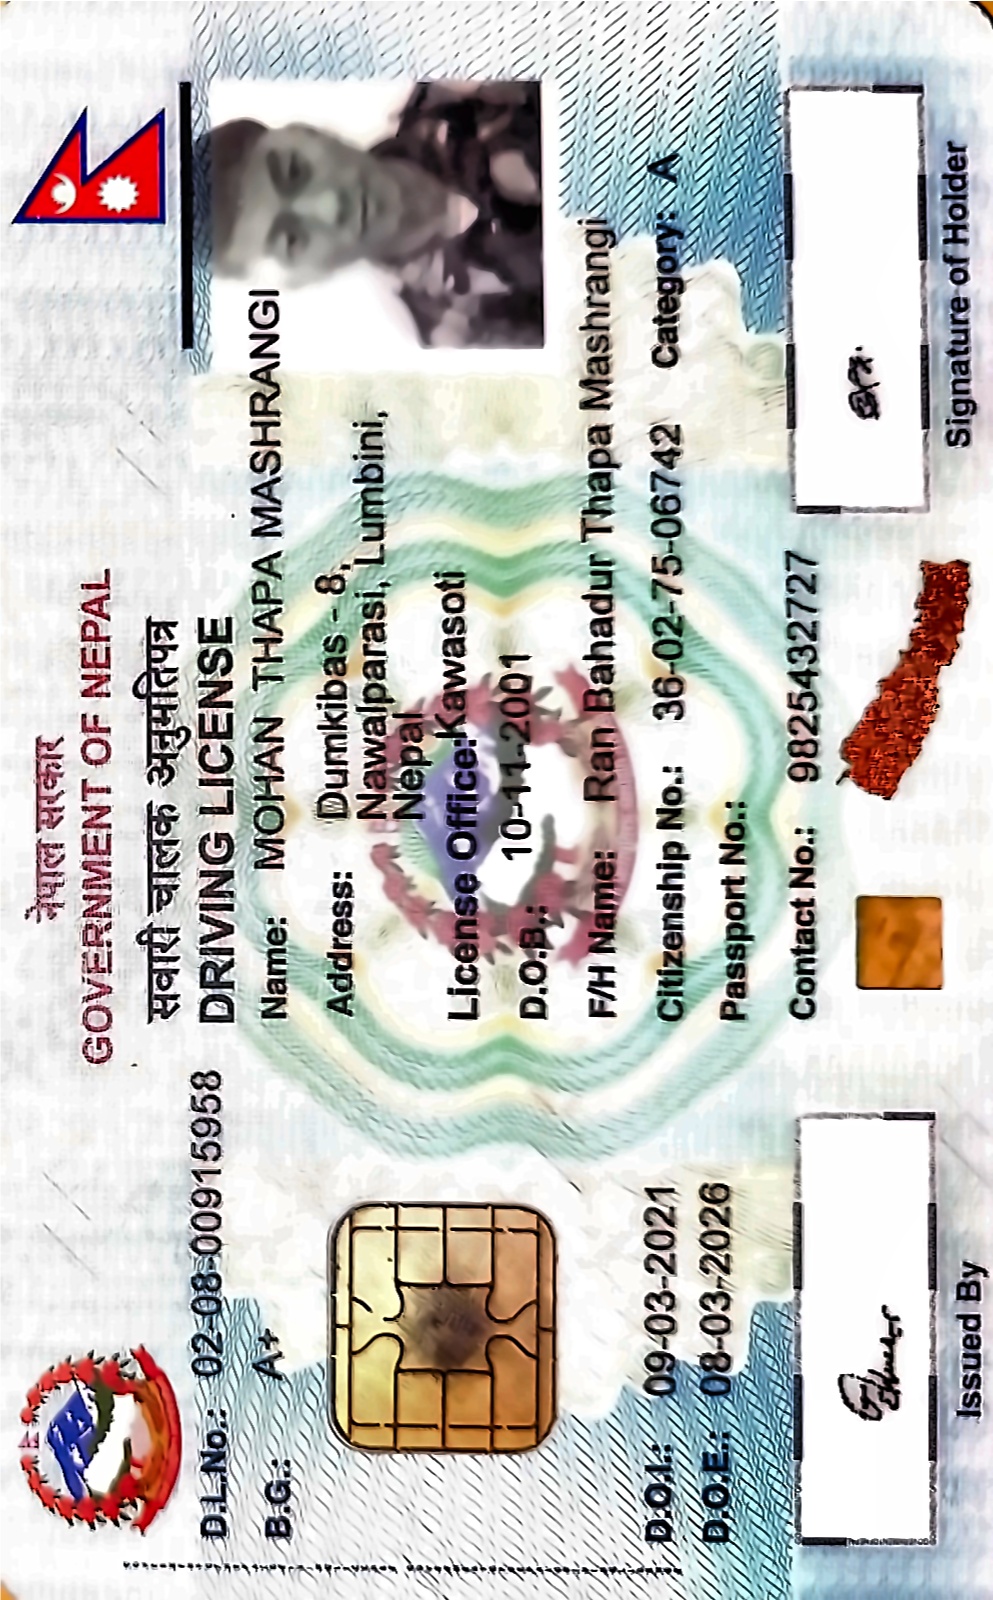 नेपाल सरकार
GOVERNMENT OF NEPAL
सवारी चालक अनुमतिपत्र
DRIVING LICENSE
D.L.No.: 02-08-00915958
B.G.: A+
Name: MOHAN THAPA MASHRANGI
Address: Dumkibas - 8,
Nawalparasi, Lumbini,
Nepal
License Office: Kawasoti
D.O.B.: 10-11-2001
F/H Name: Ran Bahadur Thapa Mashrangi
Citizenship No.: 36-02-75-06742 Category: A
D.O.I.: 09-03-2021
Passport No.:
D.O.E.: 08-03-2026
Contact No.: 9825432727
Issued By
Signature of Holder